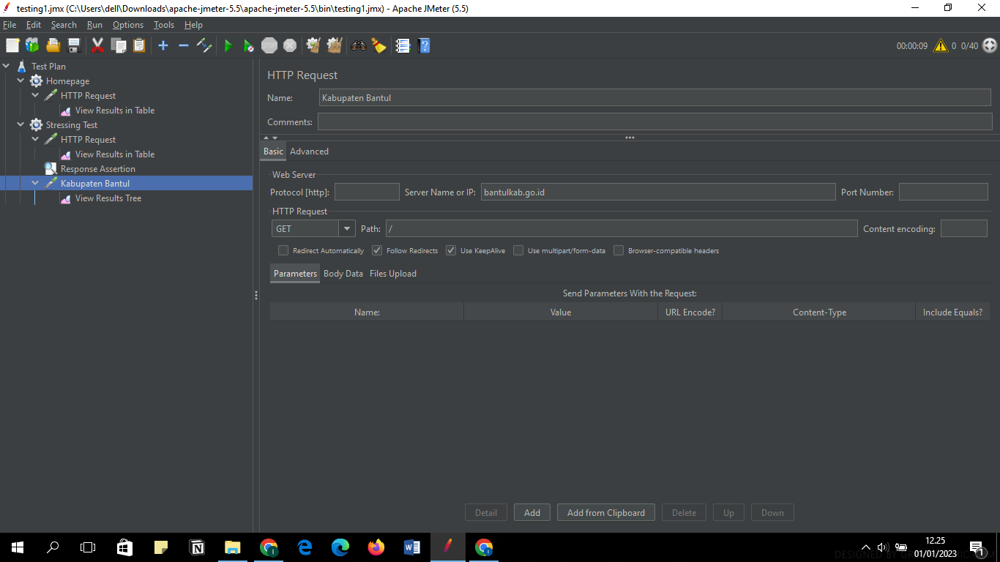 testing1.jmx (C:\Users\dell\Downloads\apache-jmeter-5.5\apache-jmeter-5.5\bin\testing1.jmx) - Apache JMeter (5.5)
File Edit Search Run Options Tools Help
STOP 00:00:09 0 0/40
Test Plan
Homepage
HTTP Request
View Results in Table
Stressing Test
HTTP Request
View Results in Table
Response Assertion
Kabupaten Bantul
View Results Tree
HTTP Request
Name: Kabupaten Bantul
Comments:
Basic Advanced
Web Server
Protocol [http]: Server Name or IP: bantulkab.go.id Port Number:
HTTP Request
GET Path: / Content encoding:
Redirect Automatically Follow Redirects Use KeepAlive Use multipart/form-data Browser-compatible headers
Parameters Body Data Files Upload
Send Parameters With the Request:
Name: Value URL Encode? Content-Type Include Equals?
Detail Add Add from Clipboard Delete Up Down
12.25
01/01/2023
1
DESIGNED BY